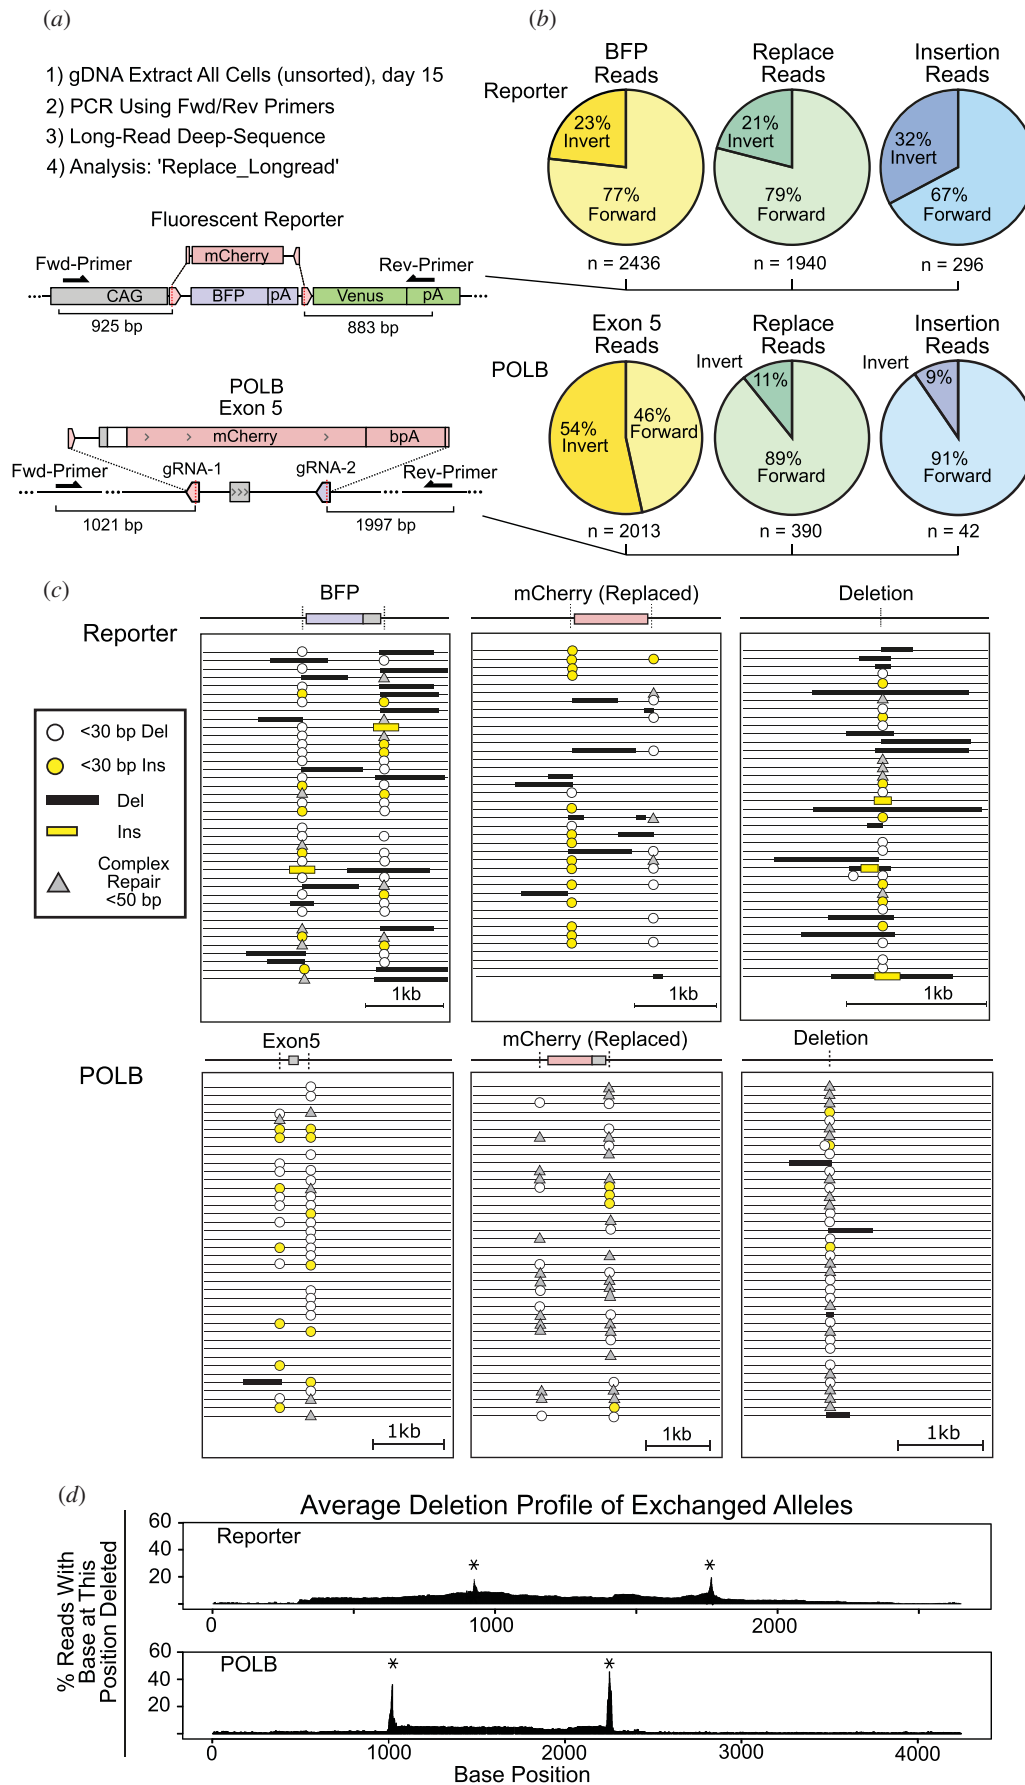 (a)
1) gDNA Extract All Cells (unsorted), day 15
2) PCR Using Fwd/Rev Primers
3) Long-Read Deep-Sequence
4) Analysis: 'Replace_Longread'
Fluorescent Reporter
mCherry
Fwd-Primer
Rev-Primer
CAG
BFP
pA
Venus
pA
925 bp
883 bp
POLB
Exon 5
mCherry
bpA
Fwd-Primer
gRNA-1
gRNA-2
Rev-Primer
1021 bp
1997 bp
(b)
BFP
Reads
Replace
Reads
Insertion
Reads
Reporter
23%
Invert
77%
Forward
21%
Invert
79%
Forward
32%
Invert
67%
Forward
n = 2436
n = 1940
n = 296
Exon 5
Reads
Replace
Reads
Insertion
Reads
POLB
54%
Invert
46%
Forward
Invert
11%
89%
Forward
Invert
9%
91%
Forward
n = 2013
n = 390
n = 42
(c)
BFP
mCherry (Replaced)
Deletion
Reporter
<30 bp Del
<30 bp Ins
Del
Ins
Complex
Repair
<50 bp
1kb
1kb
1kb
Exon5
mCherry (Replaced)
Deletion
POLB
1kb
1kb
1kb
(d)
Average Deletion Profile of Exchanged Alleles
% Reads With
Base at This
Position Deleted
60
40
20
Reporter
*
*
0
1000
2000
60
40
20
POLB
*
*
0
1000
2000
3000
4000
Base Position